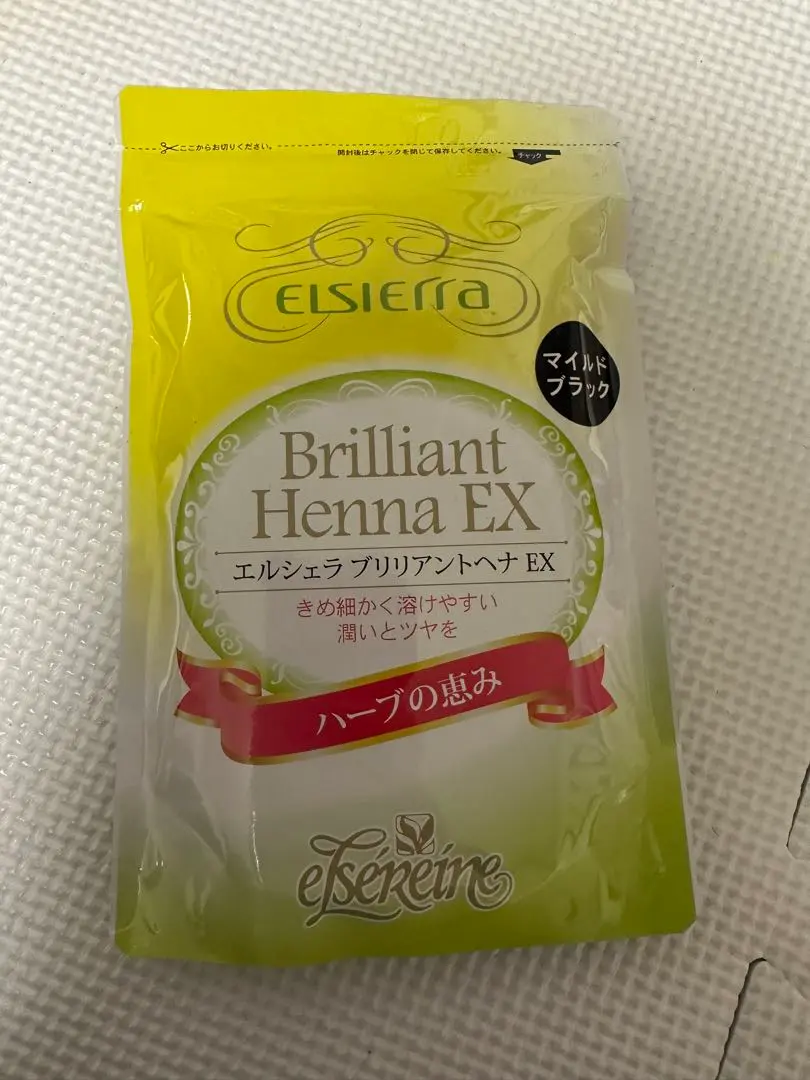 ここからお切りください。
開封後はチャックを閉じて保存してください。
チャック
ELSIErra
マイルド
ブラック
Brilliant
Henna EX
エルシェラ ブリリアントヘナ EX
きめ細かく溶けやすい
潤いとツヤを
ハーブの恵み
elséreine